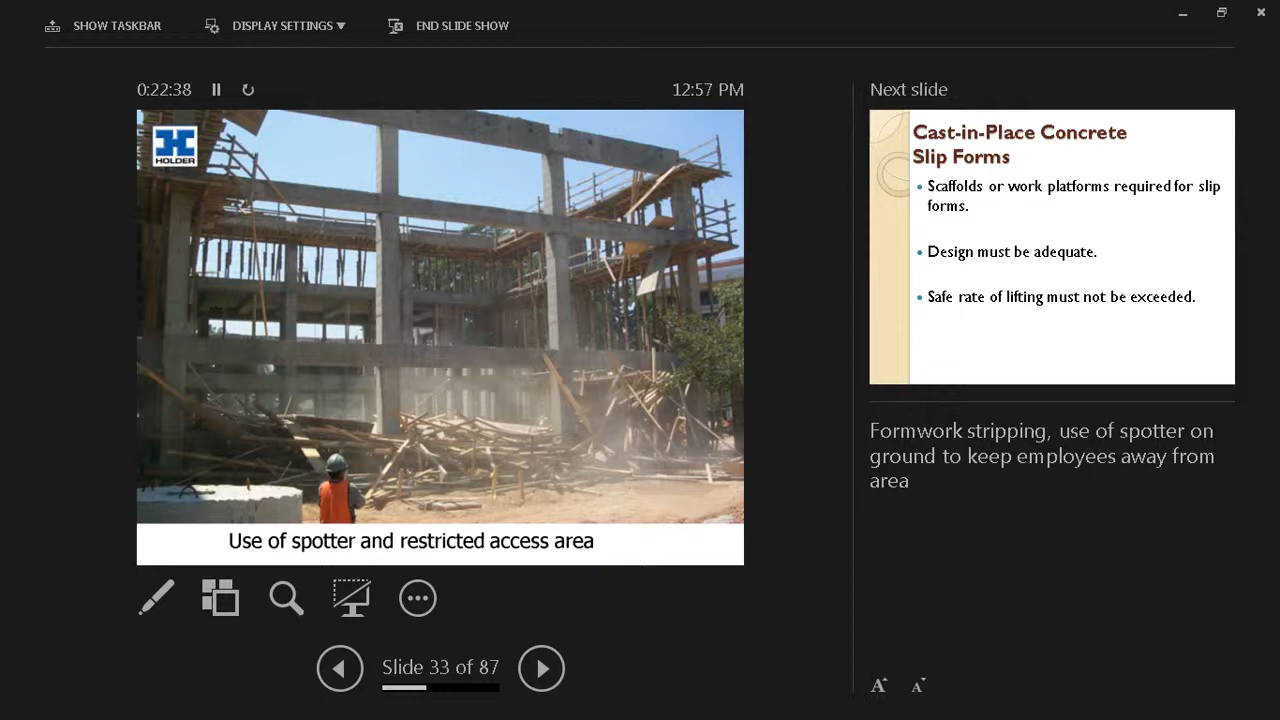 SHOW TASKBAR
DISPLAY SETTINGS
END SLIDE SHOW
0:22:38
12:57 PM
HOLDER
Use of spotter and restricted access area
Slide 33 of 87
Next slide
Cast-in-Place Concrete
Slip Forms
• Scaffolds or work platforms required for slip
forms.
• Design must be adequate.
• Safe rate of lifting must not be exceeded.
Formwork stripping, use of spotter on
ground to keep employees away from
area
A A